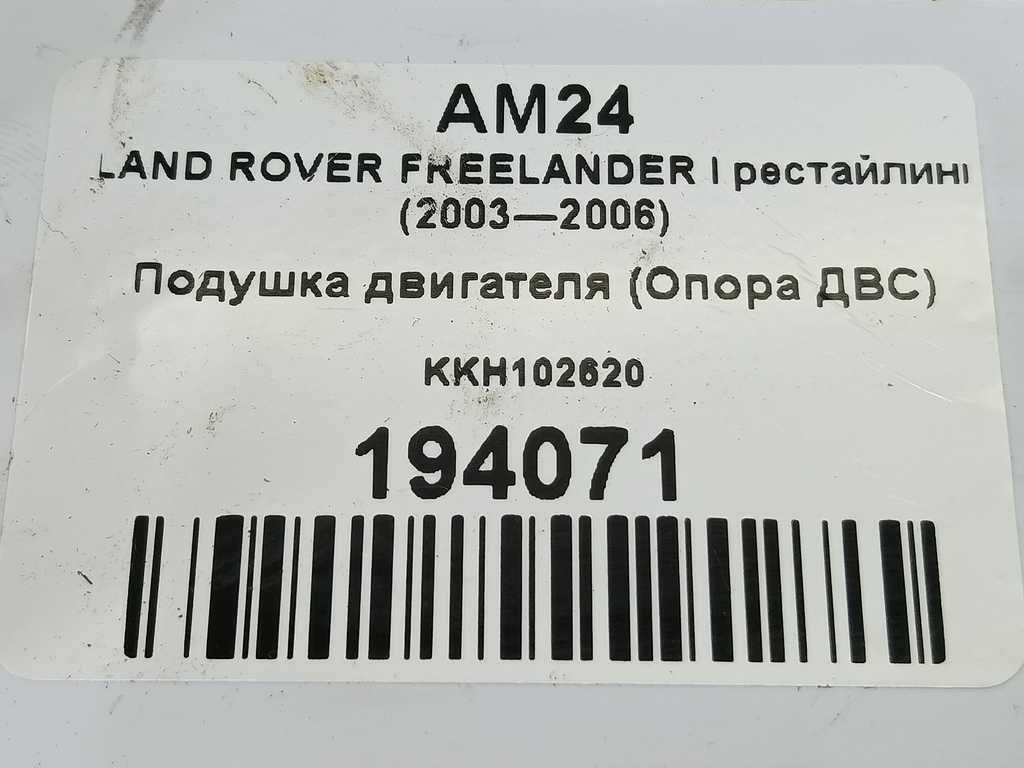 AM24
LAND ROVER FREELANDER I рестайлинг
(2003—2006)
Подушка двигателя (Опора ДВС)
KKH102620
194071